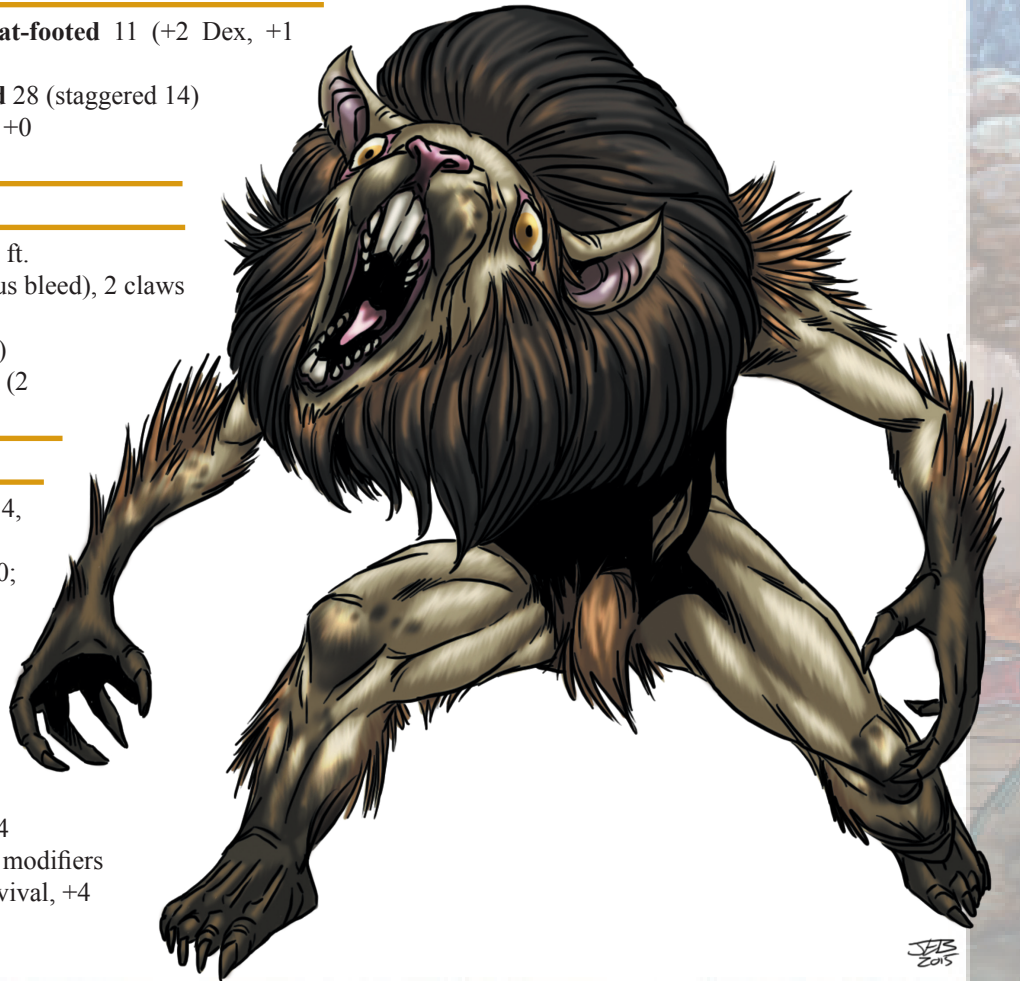 at-footed 11 (+2 Dex, +1
d 28 (staggered 14)
+0
ft.
us bleed), 2 claws
)
(2
4,
0;
4
modifiers
vival, +4
JEB
2015